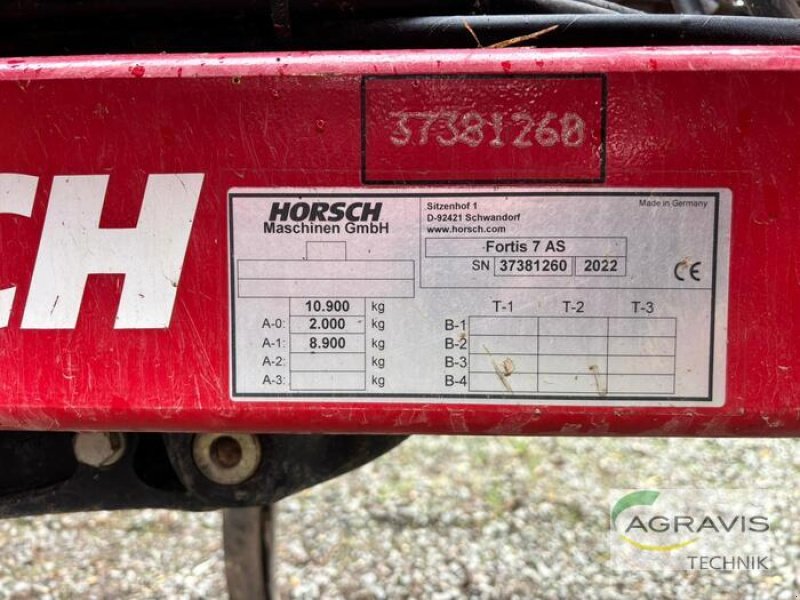 37381260
CH
HORSCH
Maschinen GmbH
Sitzenhof 1
D-92421 Schwandorf
www.horsch.com
Made in Germany
Fortis 7 AS
SN 37381260 2022
CE
10.900 kg
A-0: 2.000 kg
A-1: 8.900 kg
A-2: kg
A-3: kg
T-1 T-2 T-3
B-1
B-2
B-3
B-4
AGRAVIS
TECHNIK